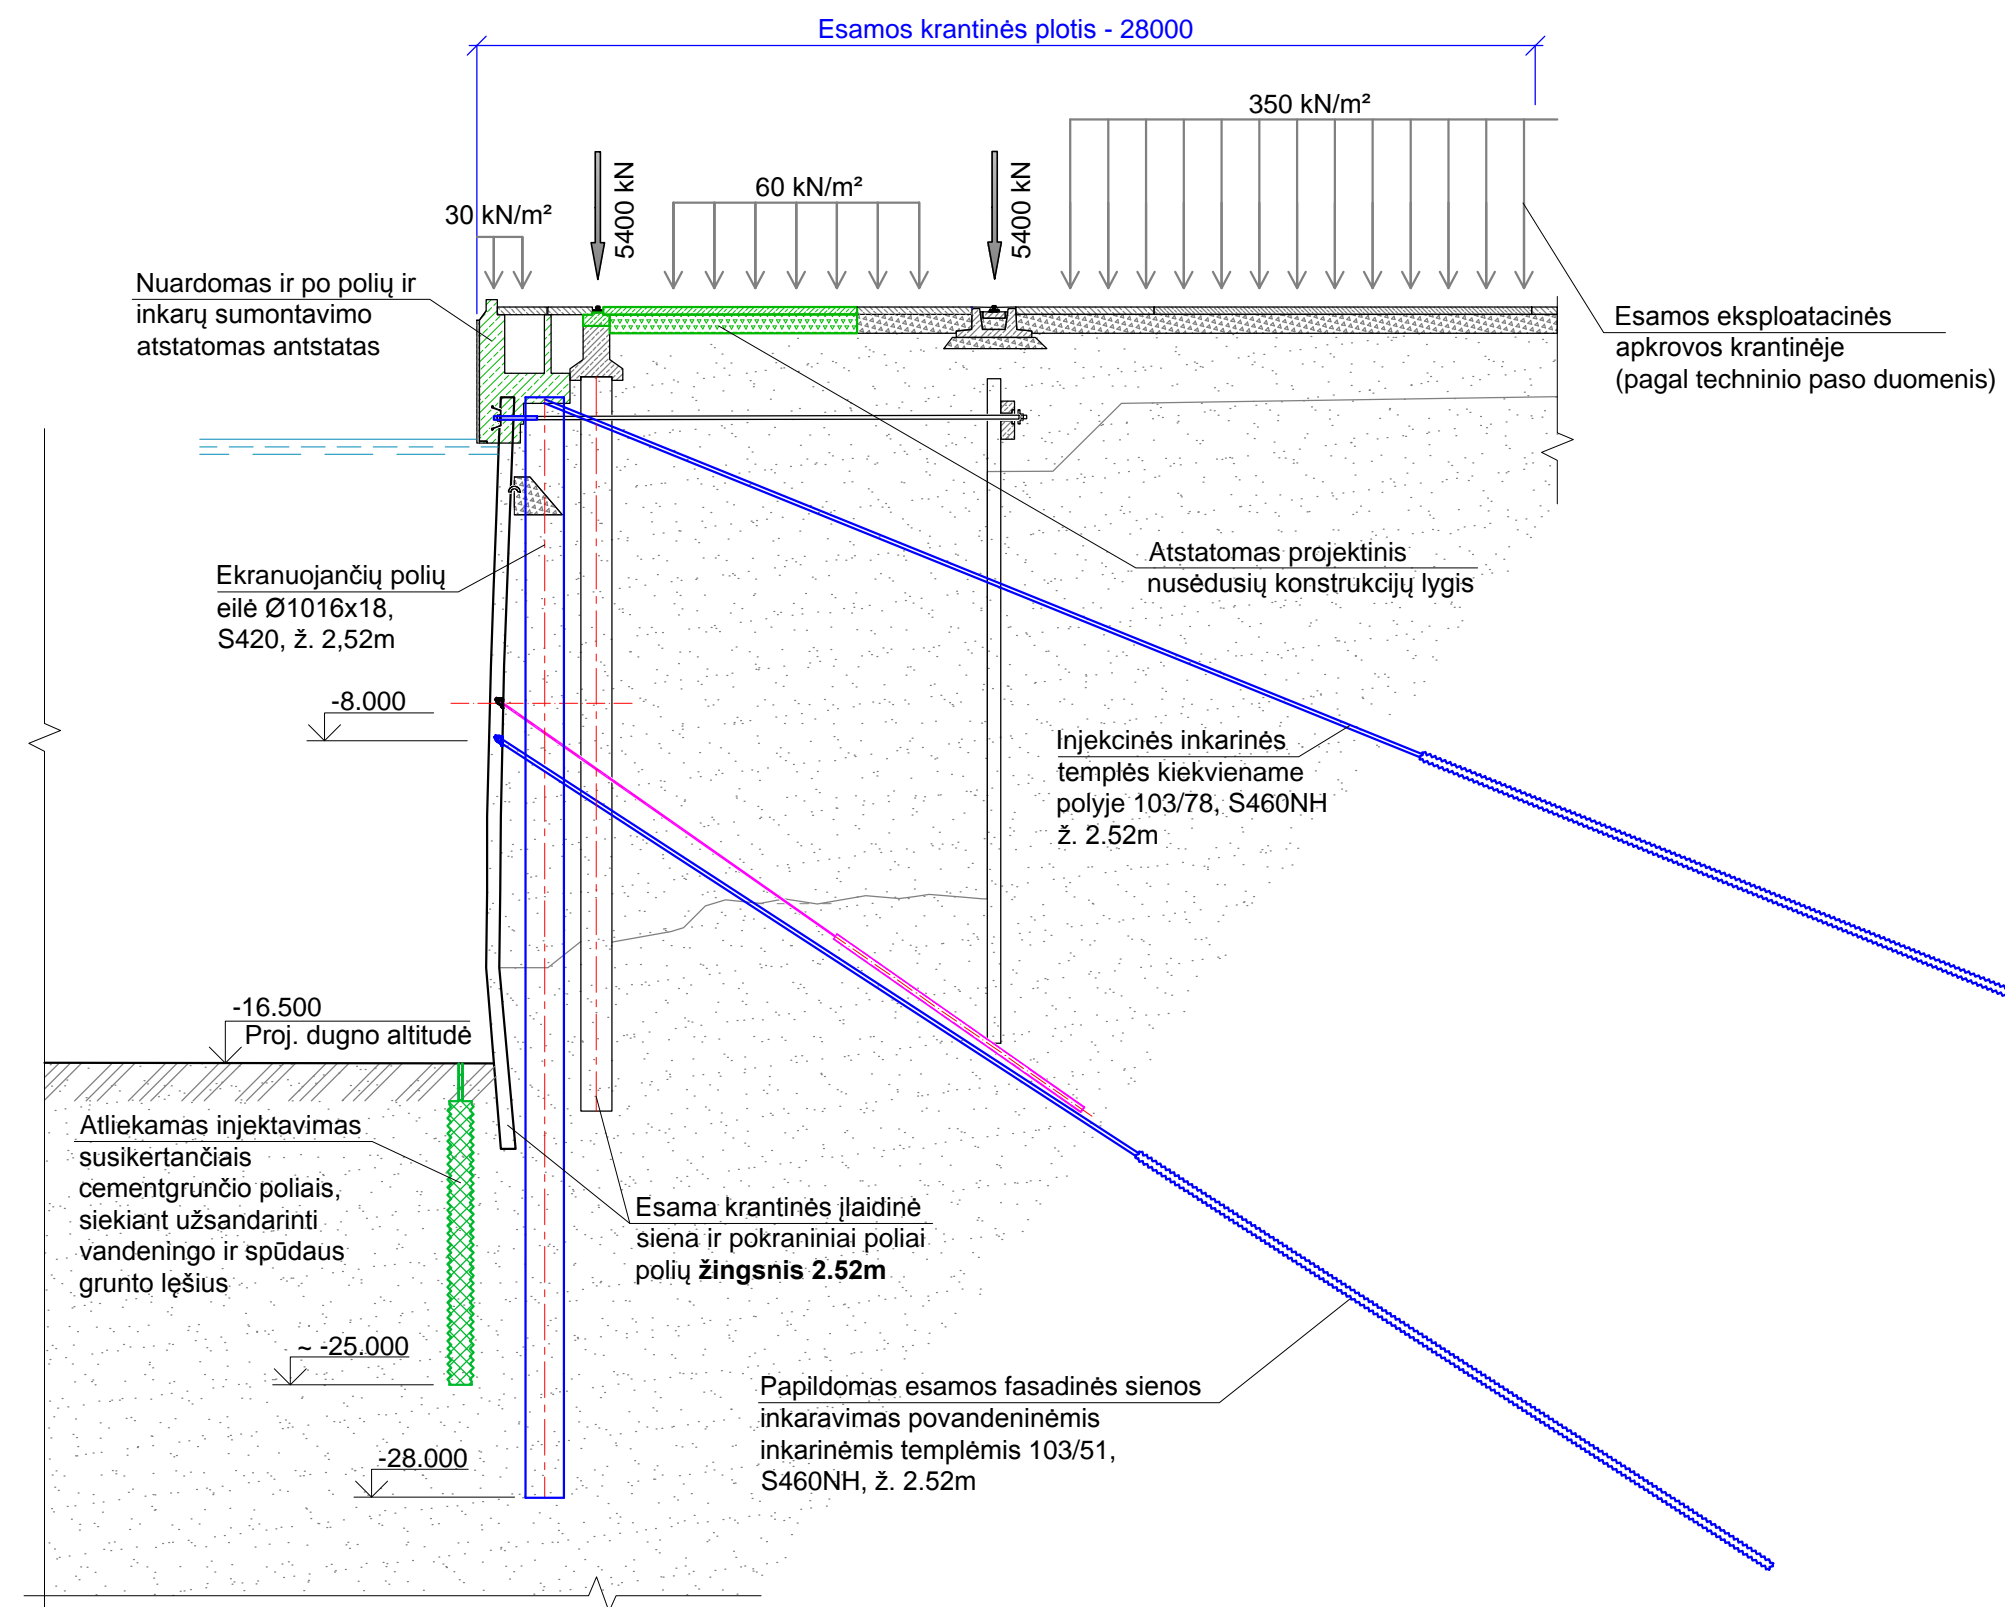 Esamos krantinės plotis - 28000
350 kN/m²
5400 kN
60 kN/m²
5400 kN
30 kN/m²
Nuardomas ir po polių ir
inkarų sumontavimo
atstatomas antstatas
Esamos eksploatacinės
apkrovos krantinėje
(pagal techninio paso duomenis)
Atstatomas projektinis
nusėdusių konstrukcijų lygis
Ekranuojančių polių
eilė Ø1016x18,
S420, ž. 2,52m
-8.000
Injekcinės inkarinės
templės kiekviename
polyje 103/78, S460NH
ž. 2.52m
-16.500
Proj. dugno altitudė
Atliekamas injektavimas
susikertančiais
cementgrunčio poliais,
siekiant užsandarinti
vandeningo ir spūdaus
grunto lęšius
Esama krantinės įlaidinė
siena ir pokraniniai poliai
polių žingsnis 2.52m
~ -25.000
Papildomas esamos fasadinės sienos
inkaravimas povandeninėmis
inkarinėmis templėmis 103/51,
S460NH, ž. 2.52m
-28.000